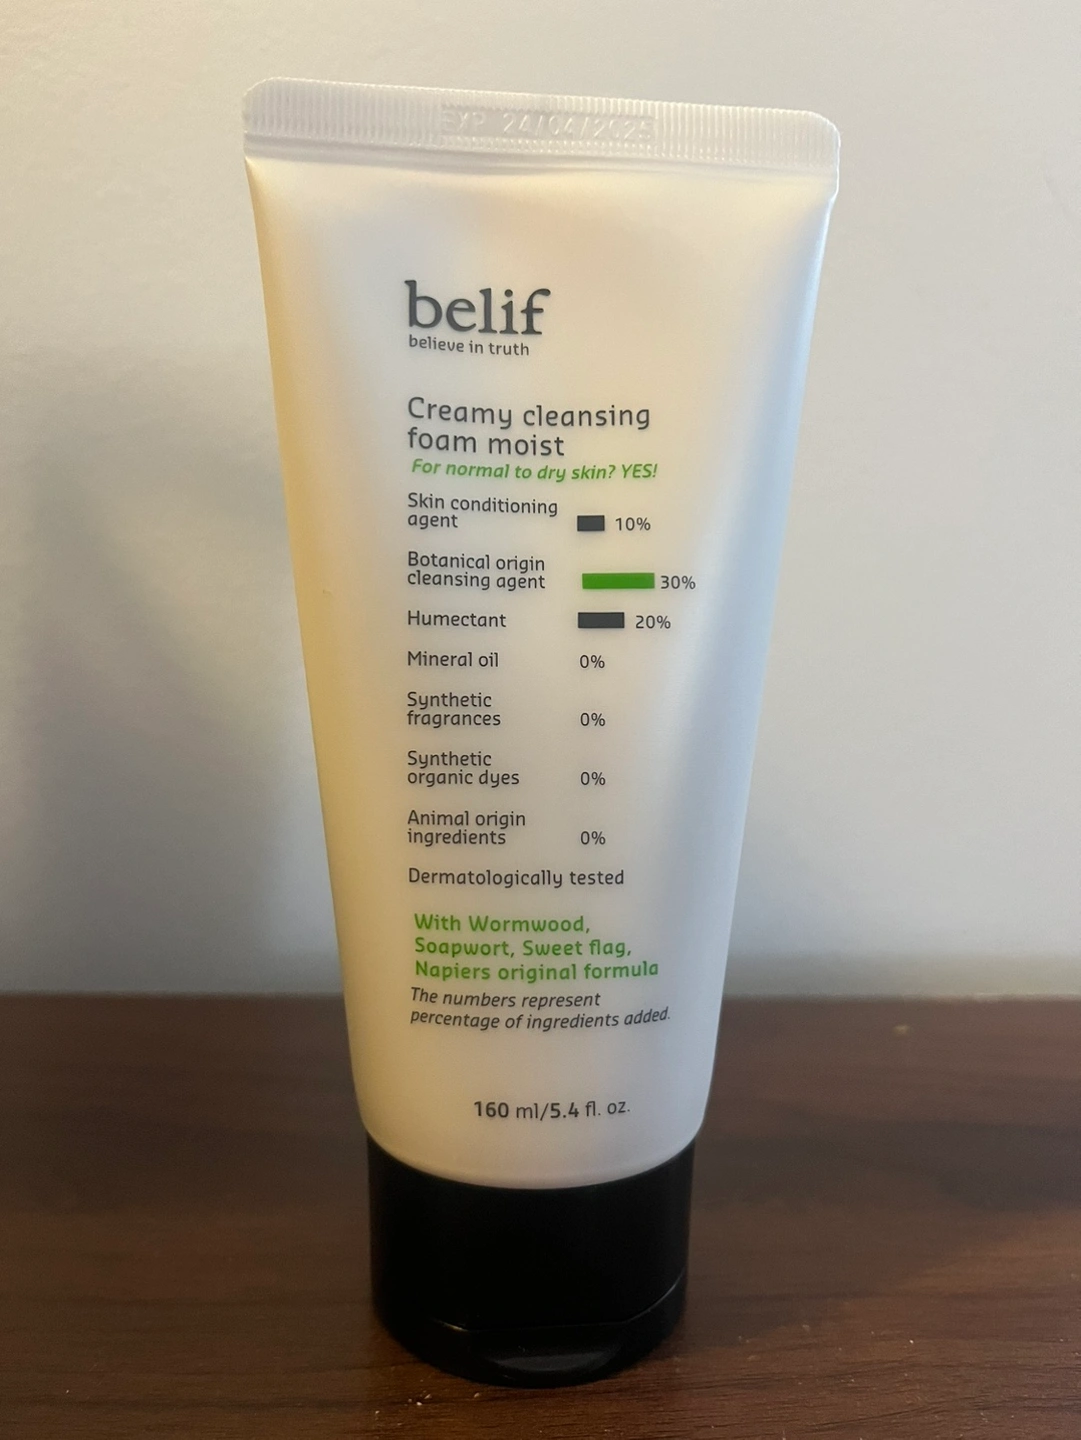 EXP 24/04/2025
belif
believe in truth
Creamy cleansing
foam moist
For normal to dry skin? YES!
Skin conditioning
agent 10%
Botanical origin
cleansing agent 30%
Humectant 20%
Mineral oil 0%
Synthetic
fragrances 0%
Synthetic
organic dyes 0%
Animal origin
ingredients 0%
Dermatologically tested
With Wormwood,
Soapwort, Sweet flag,
Napiers original formula
The numbers represent
percentage of ingredients added.
160 ml/5.4 fl. oz.